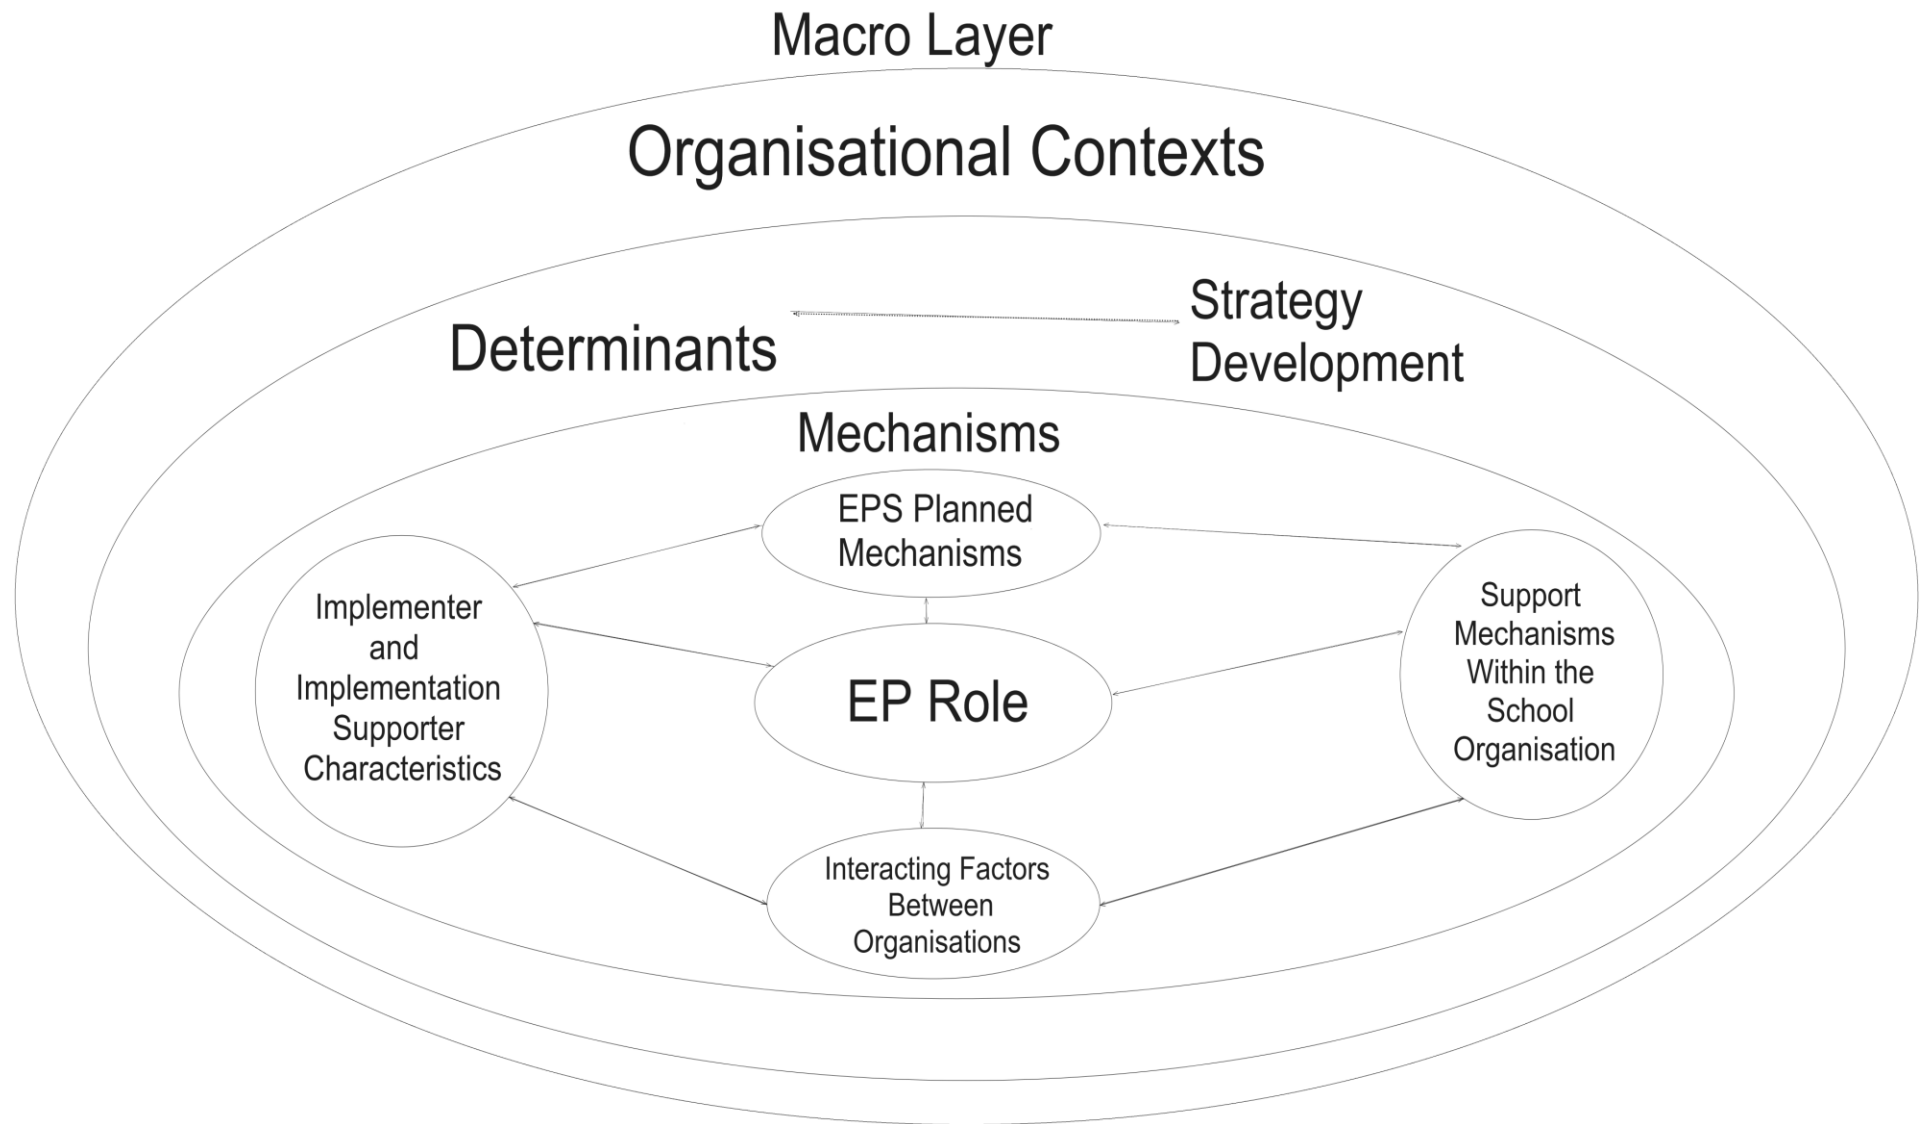 Macro Layer
Organisational Contexts
Determinants
Strategy
Development
Mechanisms
EPS Planned
Mechanisms
Implementer
and
Implementation
Supporter
Characteristics
EP Role
Support
Mechanisms
Within the
School
Organisation
Interacting Factors
Between
Organisations